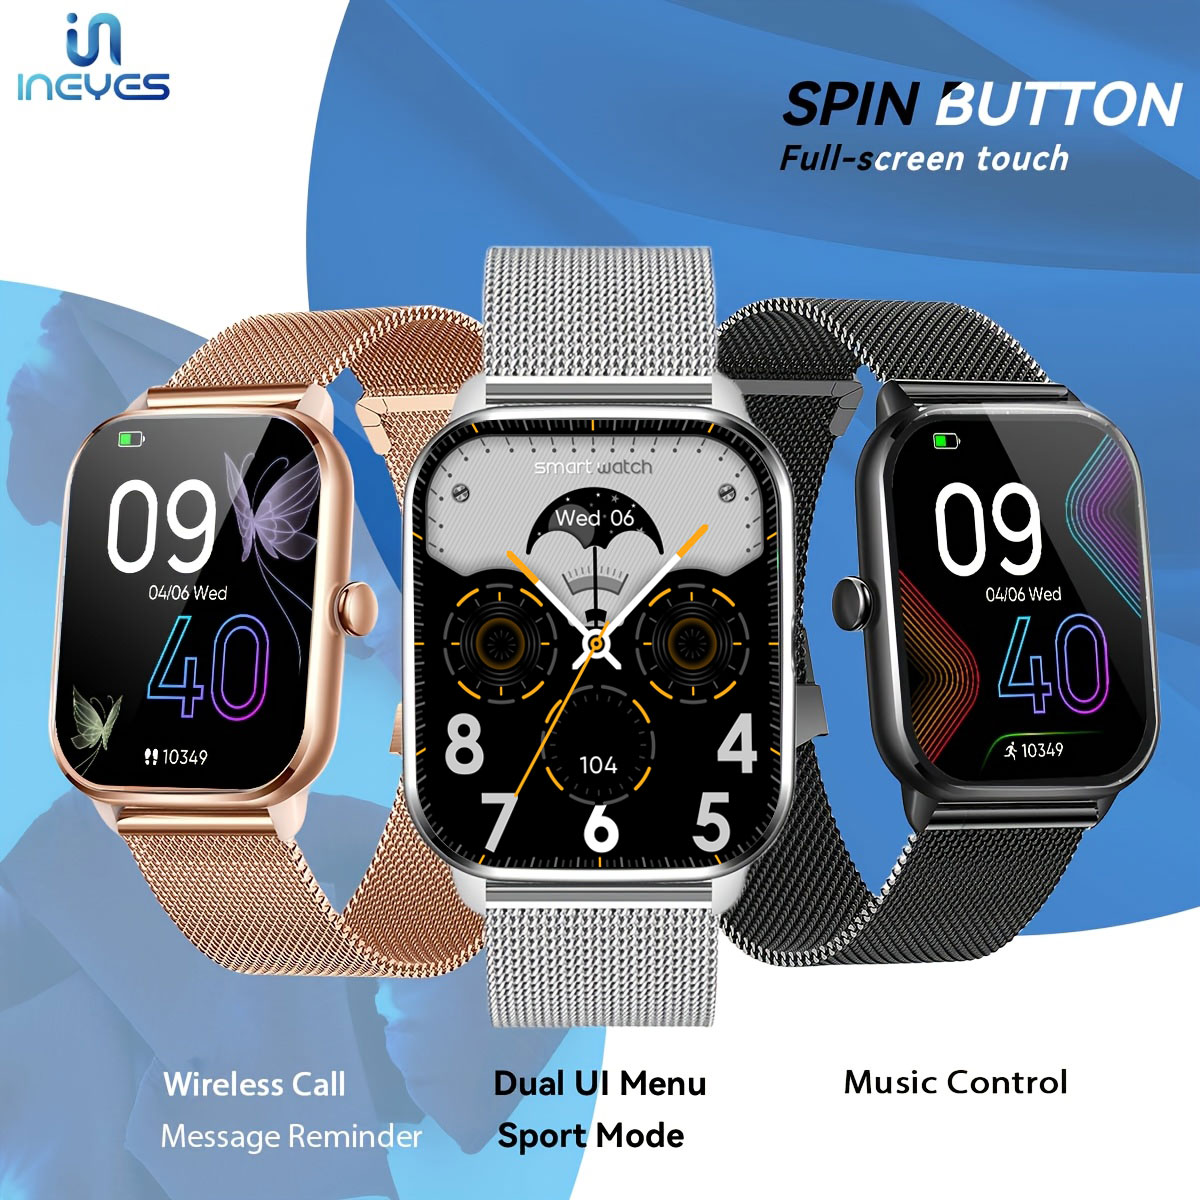 INEYES
SPIN BUTTON
Full-screen touch
09
04/06 Wed
40
10349
smart watch
Wed 06
104
8
4
7
6
5
09
04/06 Wed
40
10349
Wireless Call
Message Reminder
Dual UI Menu
Sport Mode
Music Control